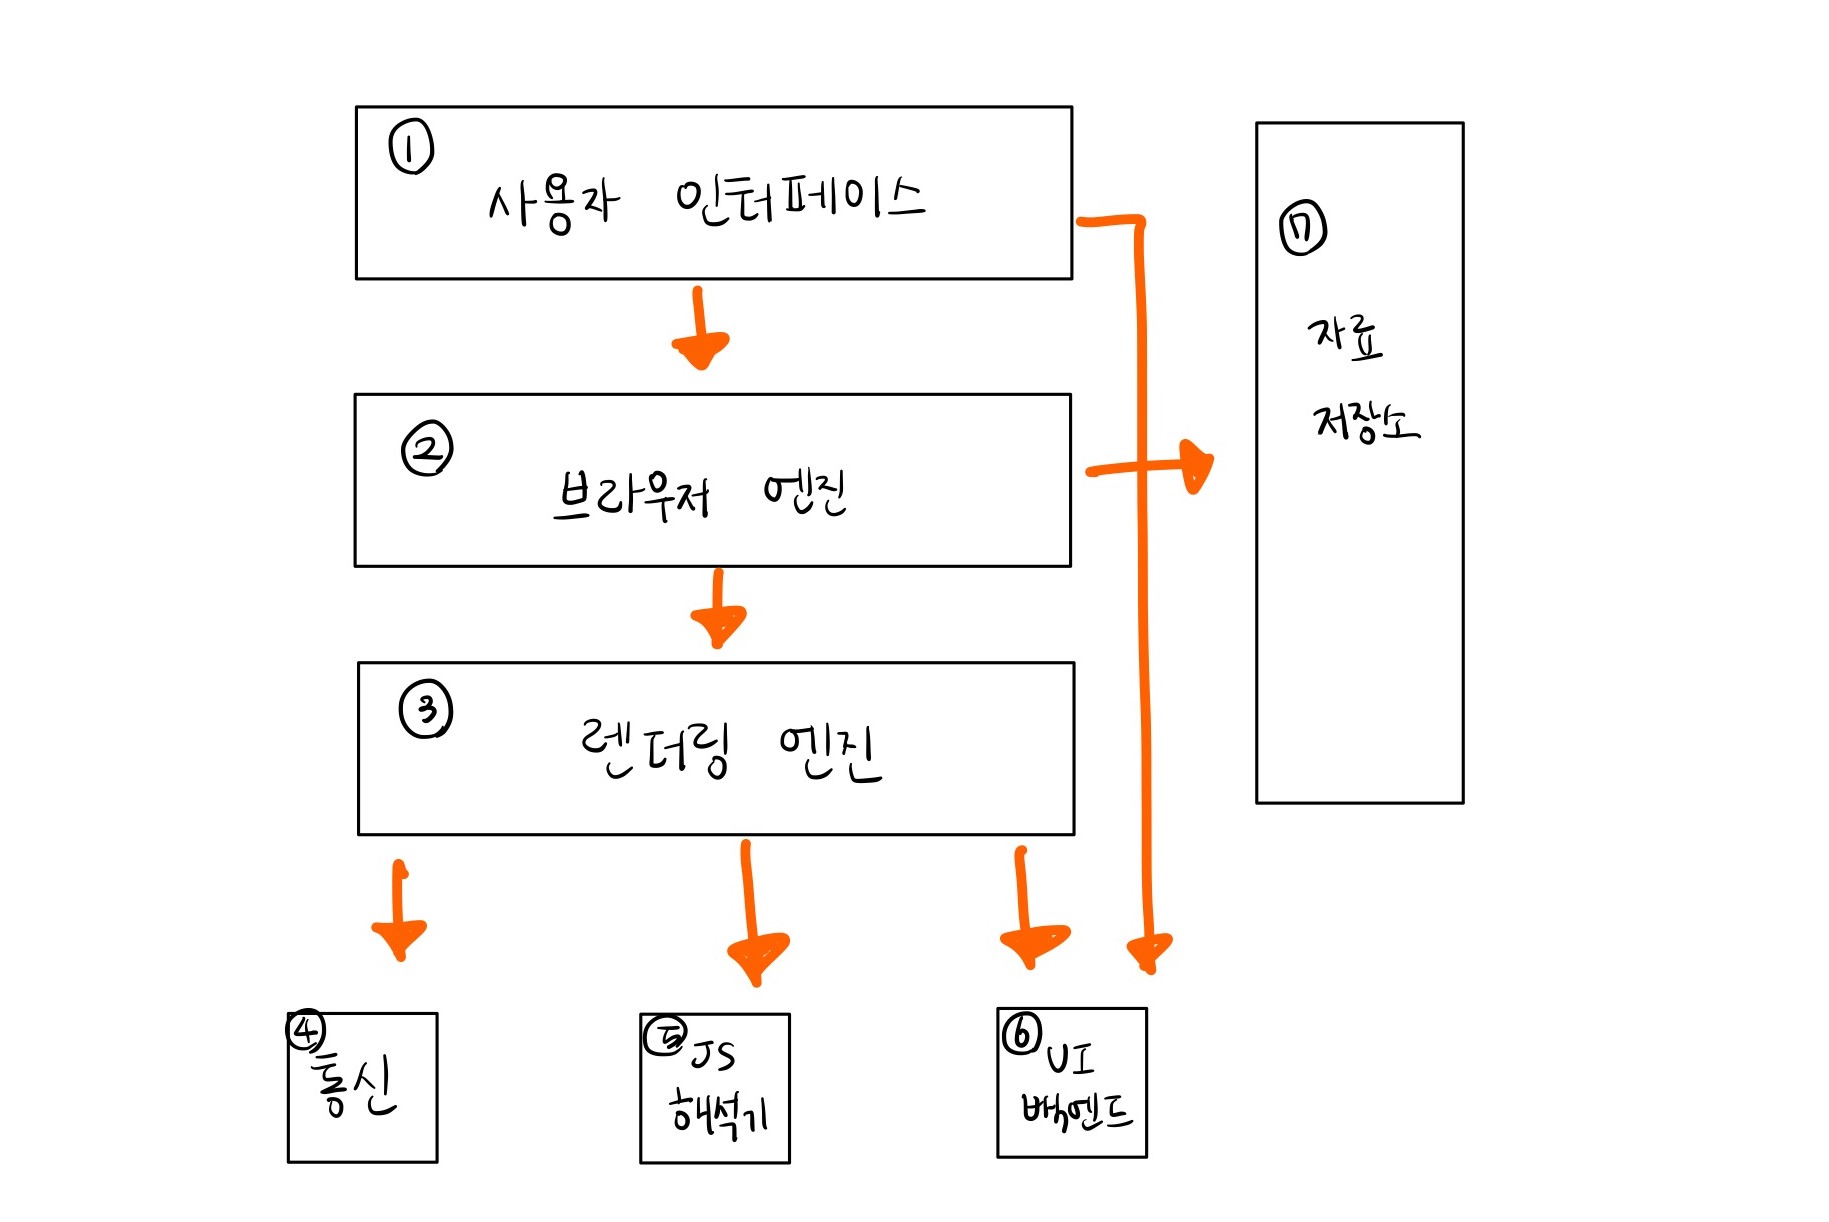 ①
사용자 인터페이스
②
브라우저 엔진
③
렌더링 엔진
④
통신
⑤ JS
해석기
⑥ UI
백엔드
⑦
자료
저장소